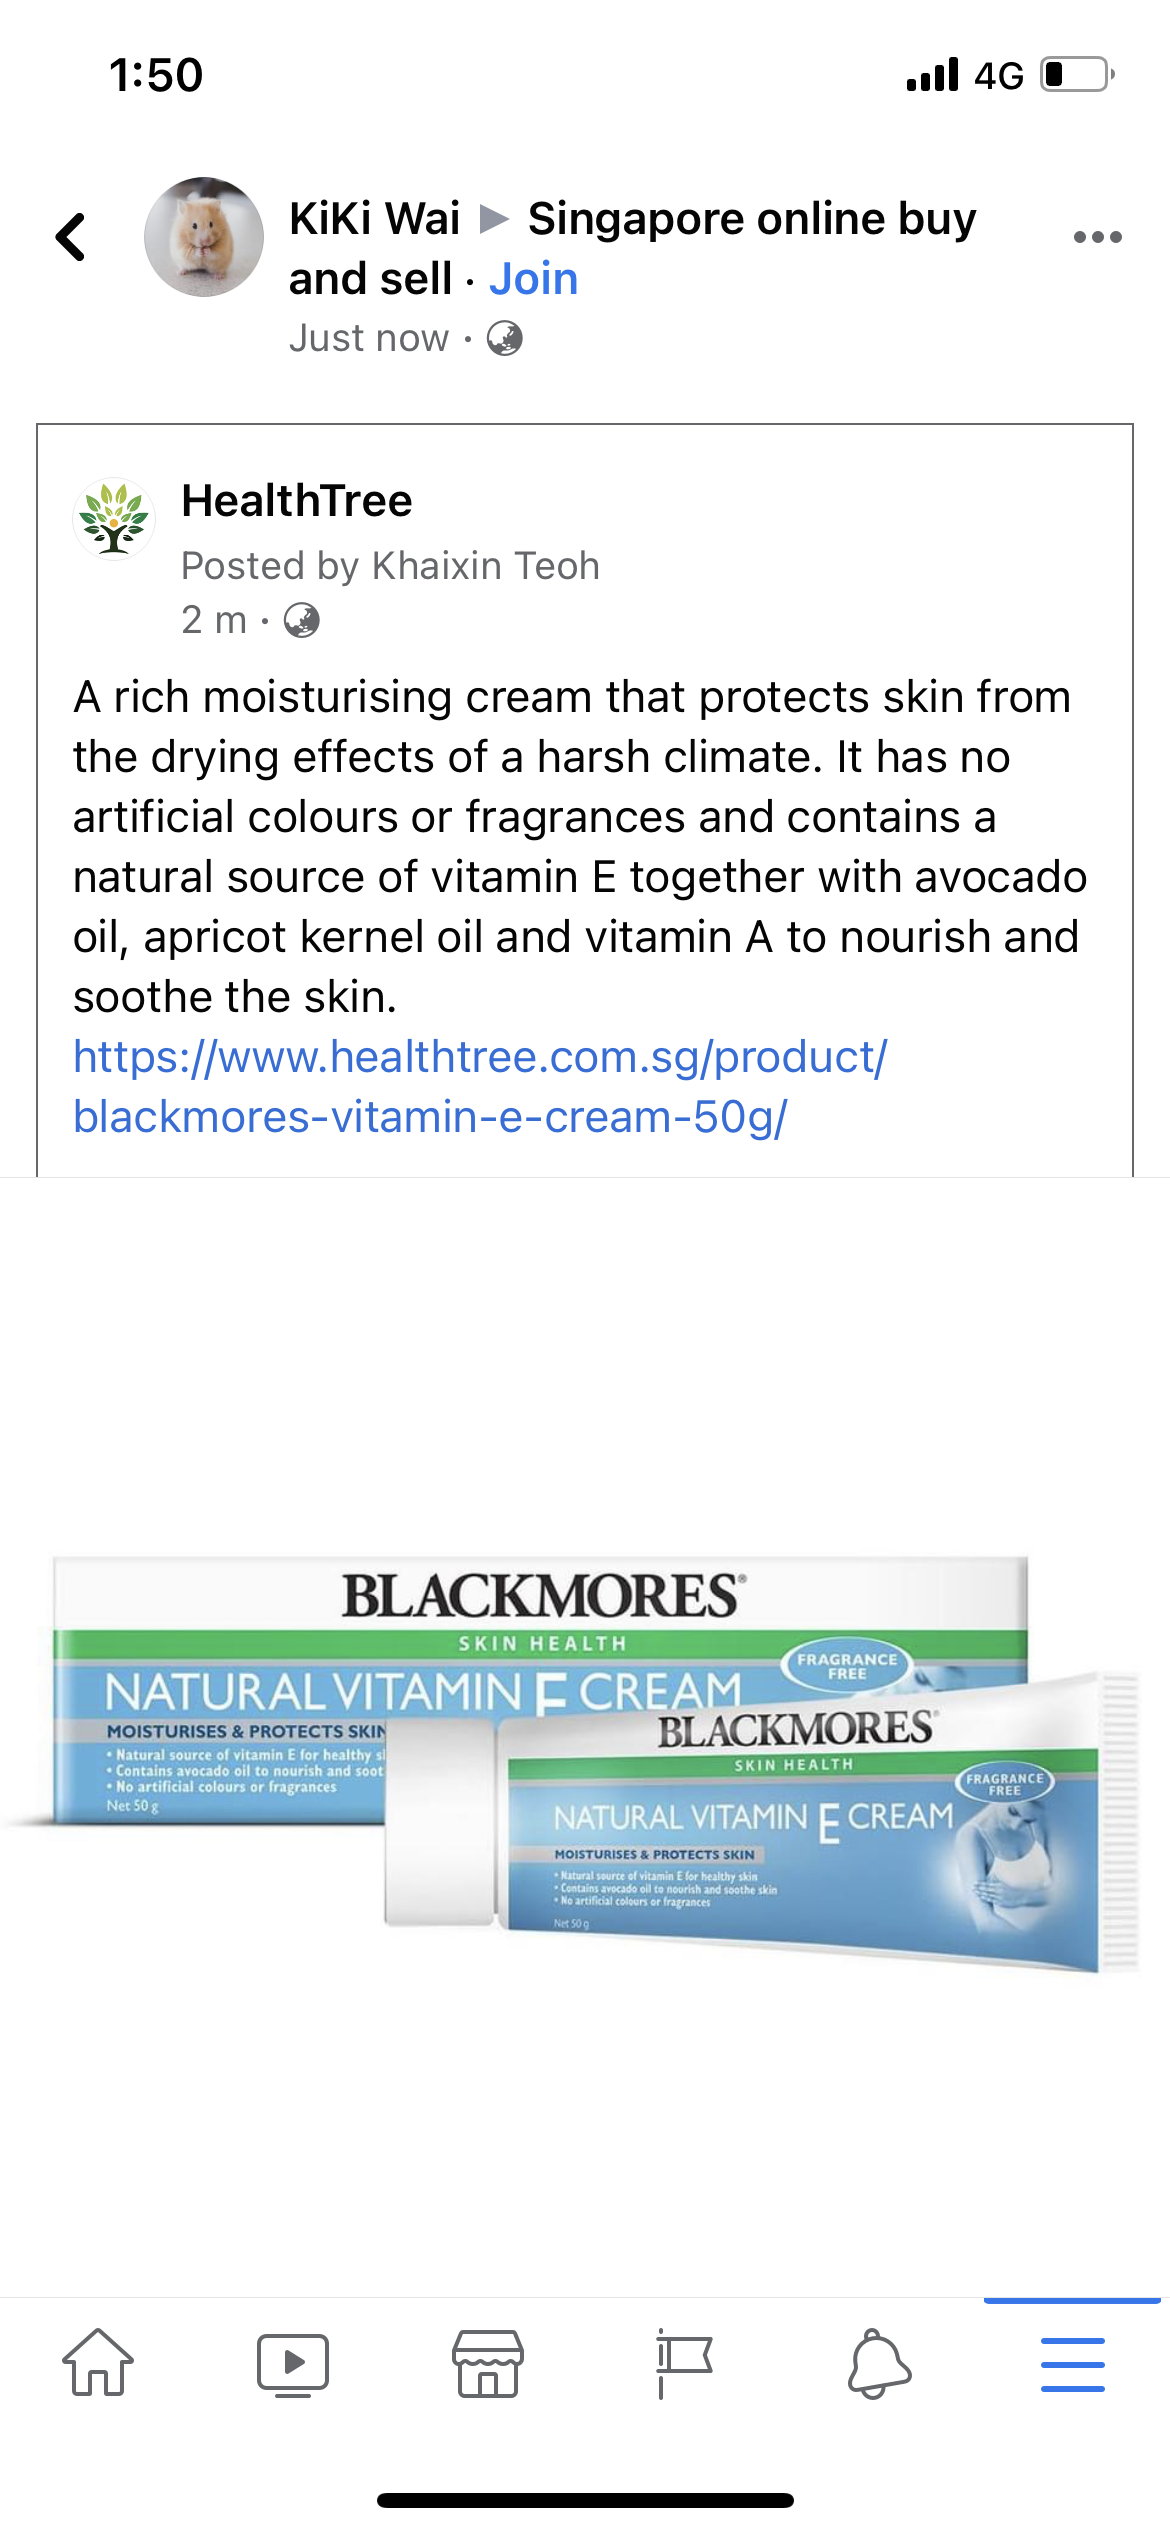 1:50
4G
KiKi Wai ▶ Singapore online buy
and sell · Join
Just now ·
HealthTree
Posted by Khaixin Teoh
2 m ·
A rich moisturising cream that protects skin from
the drying effects of a harsh climate. It has no
artificial colours or fragrances and contains a
natural source of vitamin E together with avocado
oil, apricot kernel oil and vitamin A to nourish and
soothe the skin.
https://www.healthtree.com.sg/product/
blackmores-vitamin-e-cream-50g/
BLACKMORES®
SKIN HEALTH
FRAGRANCE
FREE
NATURAL VITAMIN E CREAM
MOISTURISES & PROTECTS SKIN
• Natural source of vitamin E for healthy s
• Contains avocado oil to nourish and soot
• No artificial colours or fragrances
Net 50 g
BLACKMORES®
SKIN HEALTH
FRAGRANCE
FREE
NATURAL VITAMIN E CREAM
MOISTURISES & PROTECTS SKIN
• Natural source of vitamin E for healthy skin
• Contains avocado oil to nourish and soothe skin
• No artificial colours or fragrances
Net 50 g